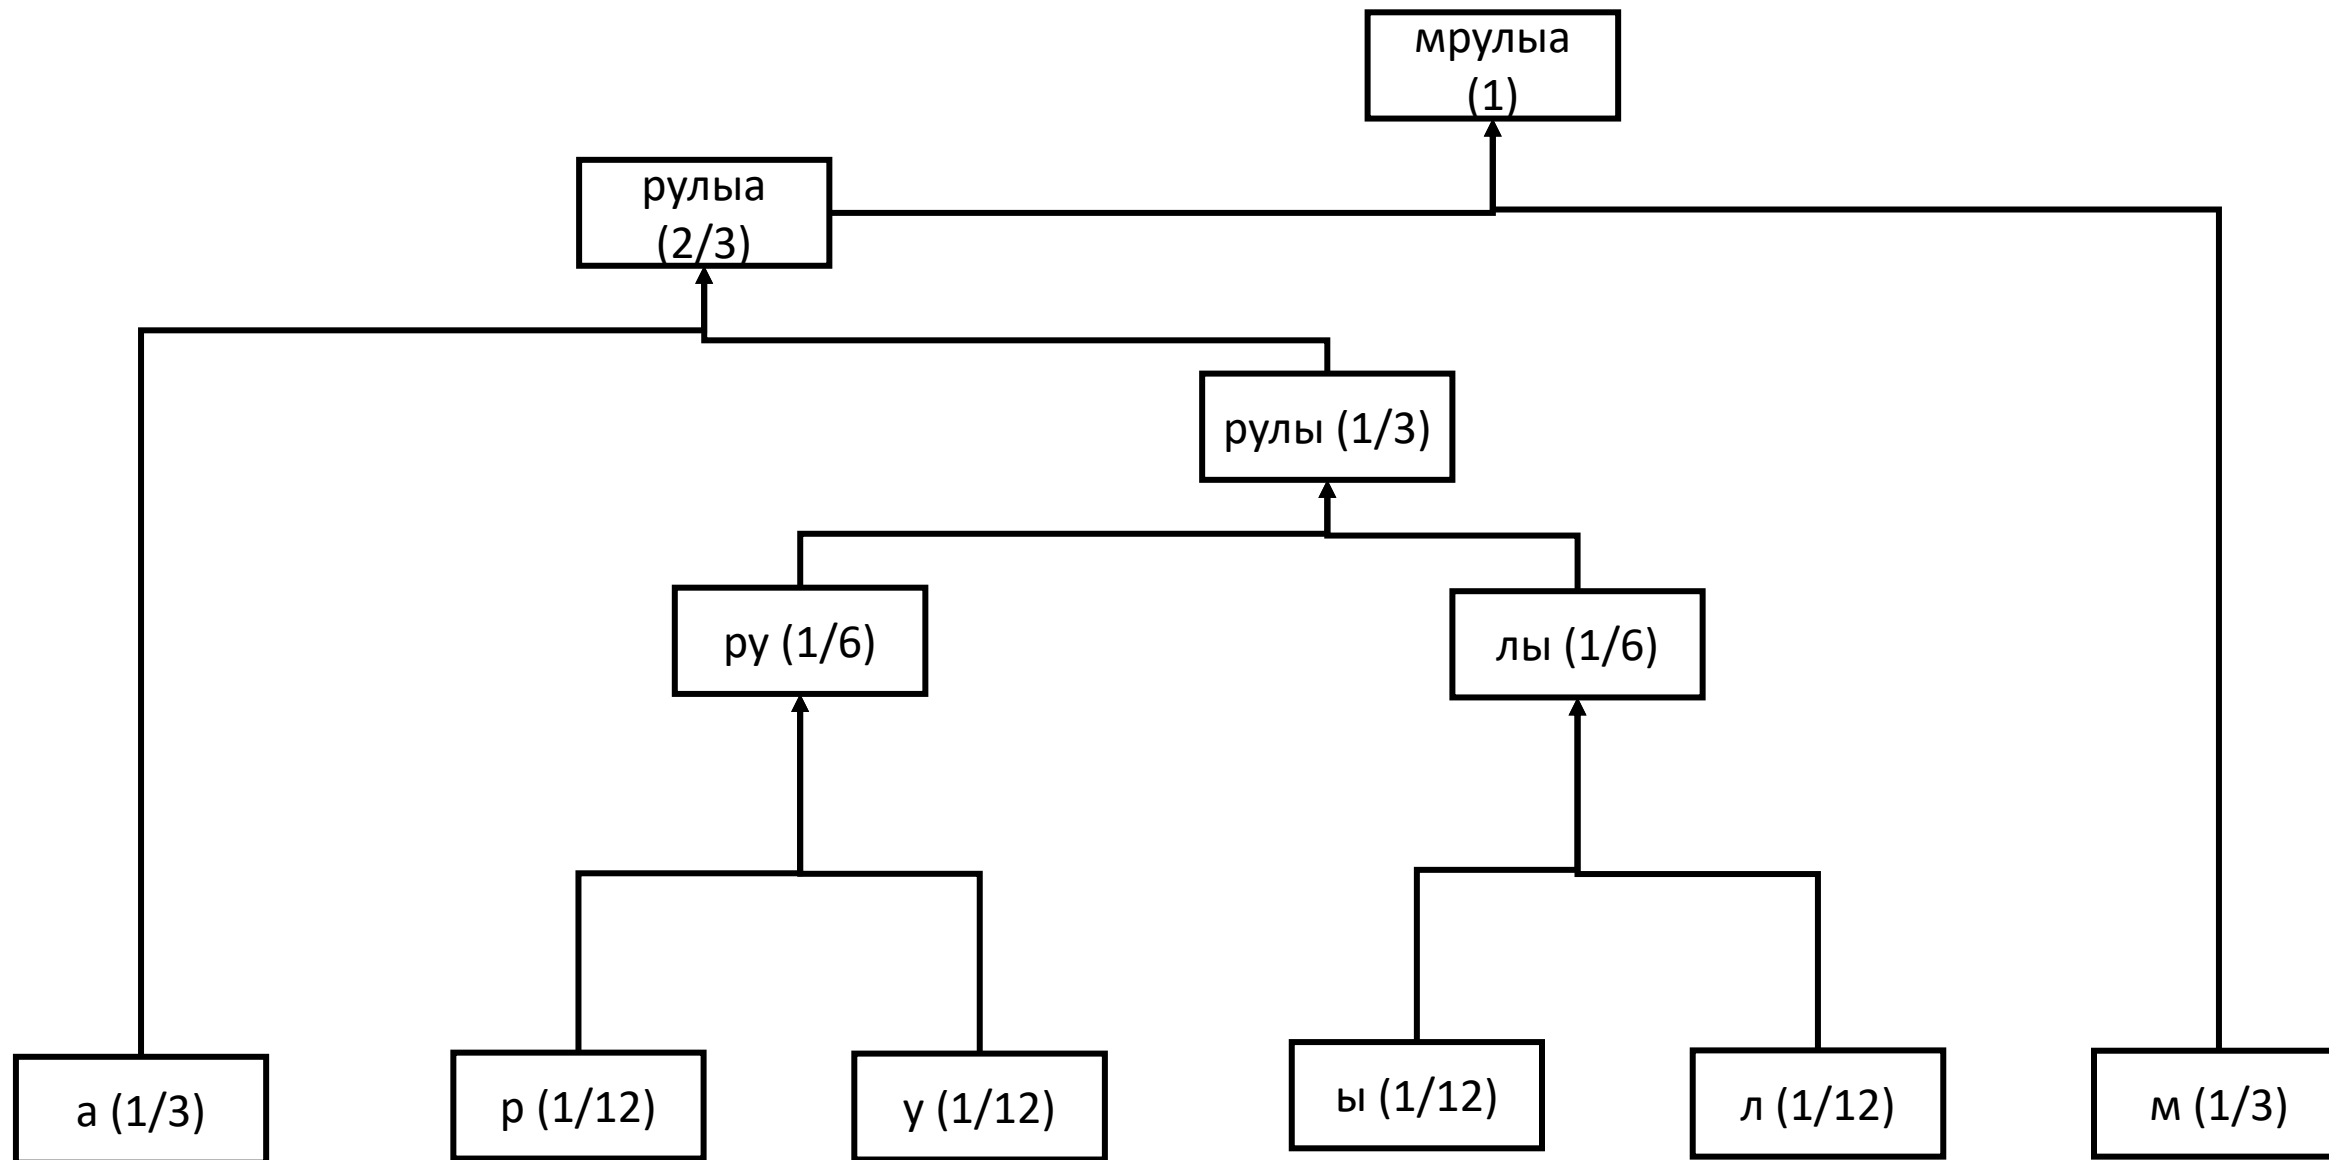 мрулыа
(1)
рулыа
(2/3)
рулы (1/3)
ру (1/6)
лы (1/6)
а (1/3)
р (1/12)
у (1/12)
ы (1/12)
л (1/12)
м (1/3)